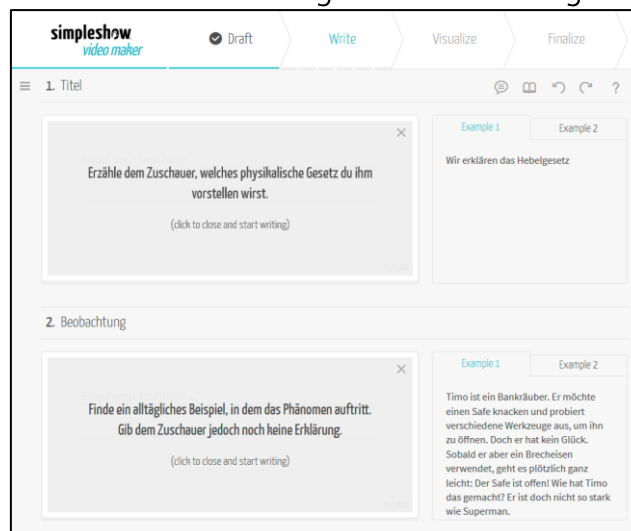 simpleshow
video maker
Draft
Write
Visualize
Finalize
1. Titel
?
Erzähle dem Zuschauer, welches physikalische Gesetz du ihm
vorstellen wirst.
(click to close and start writing)
Example 1
Example 2
Wir erklären das Hebelgesetz
2. Beobachtung
Finde ein alltägliches Beispiel, in dem das Phänomen auftritt.
Gib dem Zuschauer jedoch noch keine Erklärung.
(click to close and start writing)
Example 1
Example 2
Timo ist ein Bankräuber. Er möchte
einen Safe knacken und probiert
verschiedene Werkzeuge aus, um ihn
zu öffnen. Doch er hat kein Glück.
Sobald er aber ein Brecheisen
verwendet, geht es plötzlich ganz
leicht: Der Safe ist offen! Wie hat Timo
das gemacht? Er ist doch nicht so stark
wie Superman.